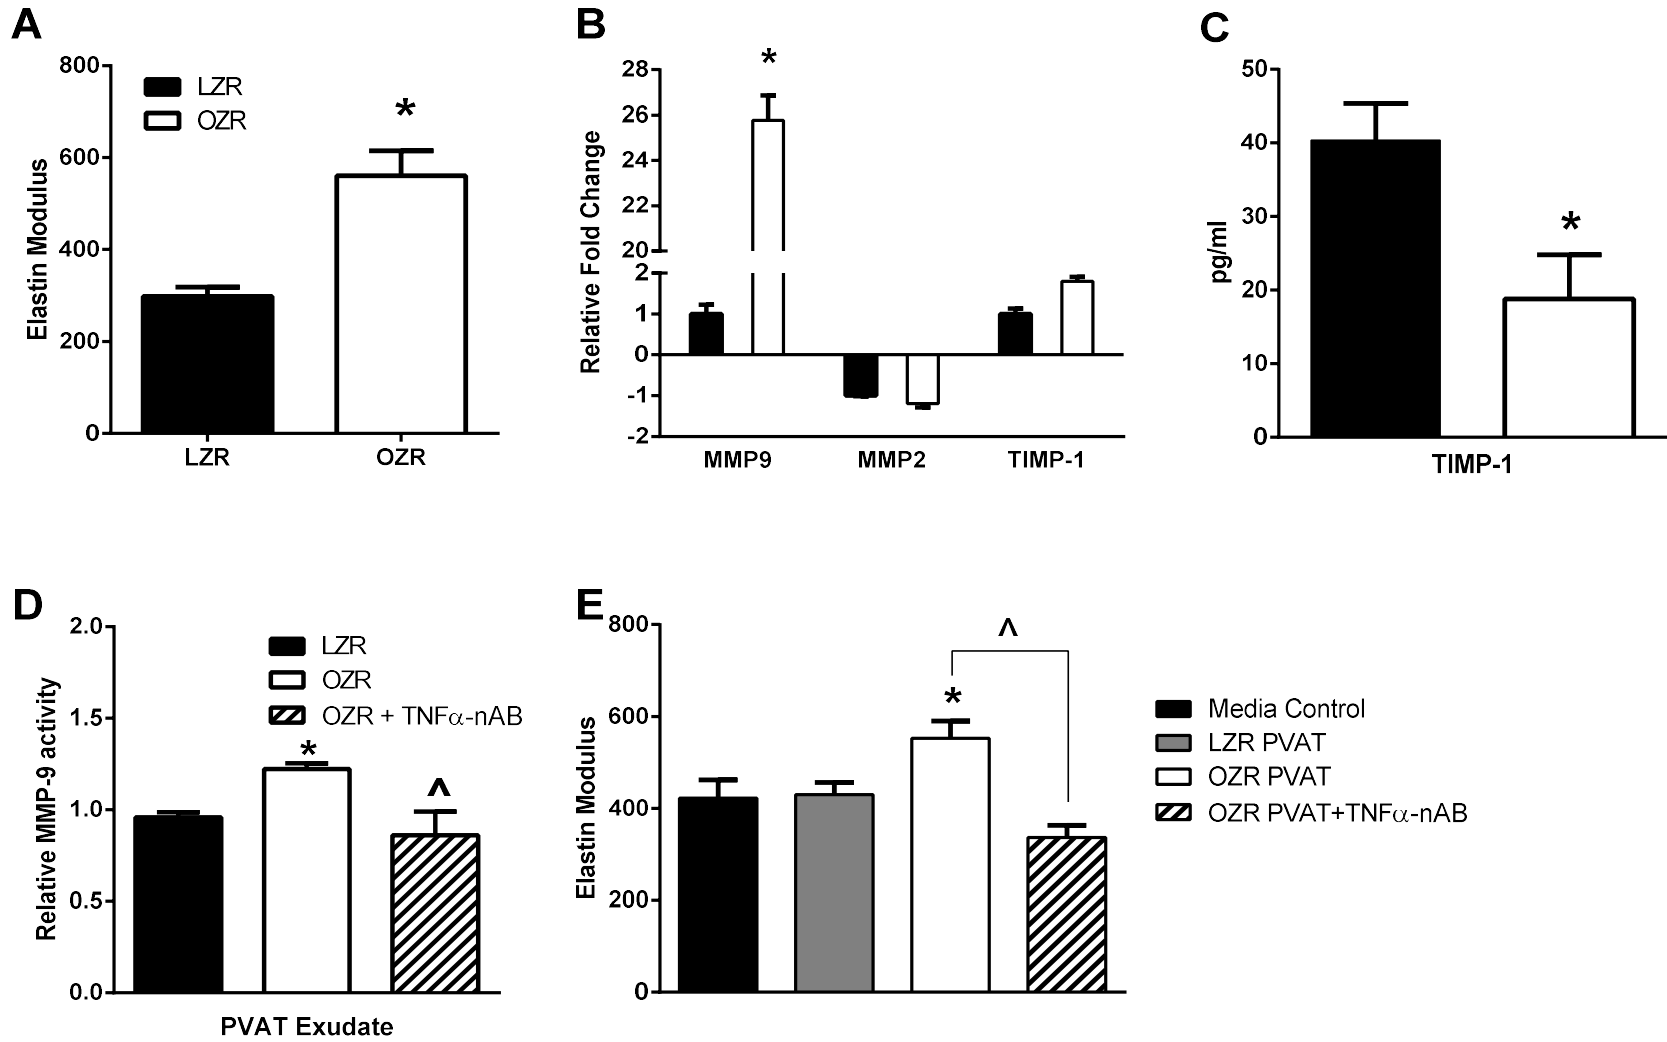 A
Elastin Modulus
800
600
400
200
0
LZR
OZR
*
LZR
OZR
B
Relative Fold Change
28
26
24
22
20
2
1
0
-1
-2
*
MMP9
MMP2
TIMP-1
C
pg/ml
50
40
30
20
10
0
*
TIMP-1
D
Relative MMP-9 activity
2.0
1.5
1.0
0.5
0.0
LZR
OZR
OZR + TNFα-nAB
*
^
PVAT Exudate
E
Elastin Modulus
800
600
400
200
0
^
*
Media Control
LZR PVAT
OZR PVAT
OZR PVAT+TNFα-nAB